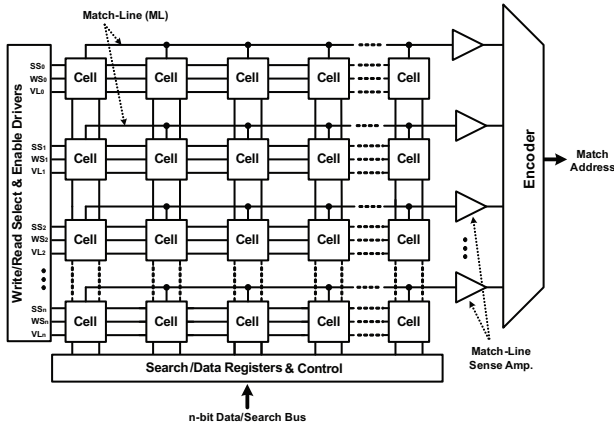 Match-Line (ML)
Write/Read Select & Enable Drivers
SS0
WS0
VL0
Cell Cell Cell Cell Cell
SS1
WS1
VL1
Cell Cell Cell Cell Cell
SS2
WS2
VL2
Cell Cell Cell Cell Cell
SSn
WSn
VLn
Cell Cell Cell Cell Cell
Encoder
Match
Address
Match-Line
Sense Amp.
Search/Data Registers & Control
n-bit Data/Search Bus